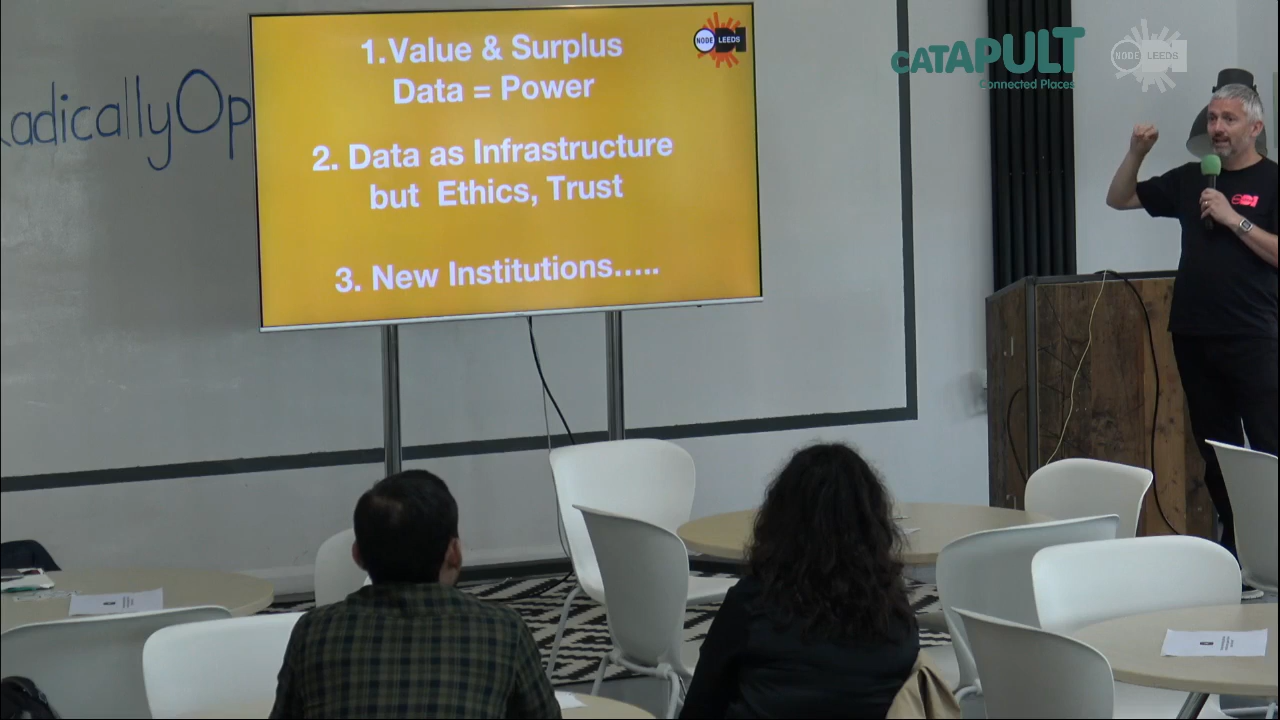 RadicallyOp
1.Value & Surplus
Data = Power
2. Data as Infrastructure
but Ethics, Trust
3. New Institutions.....
NODE LEEDS
CATAPULT
Connected Places
NODE LEEDS